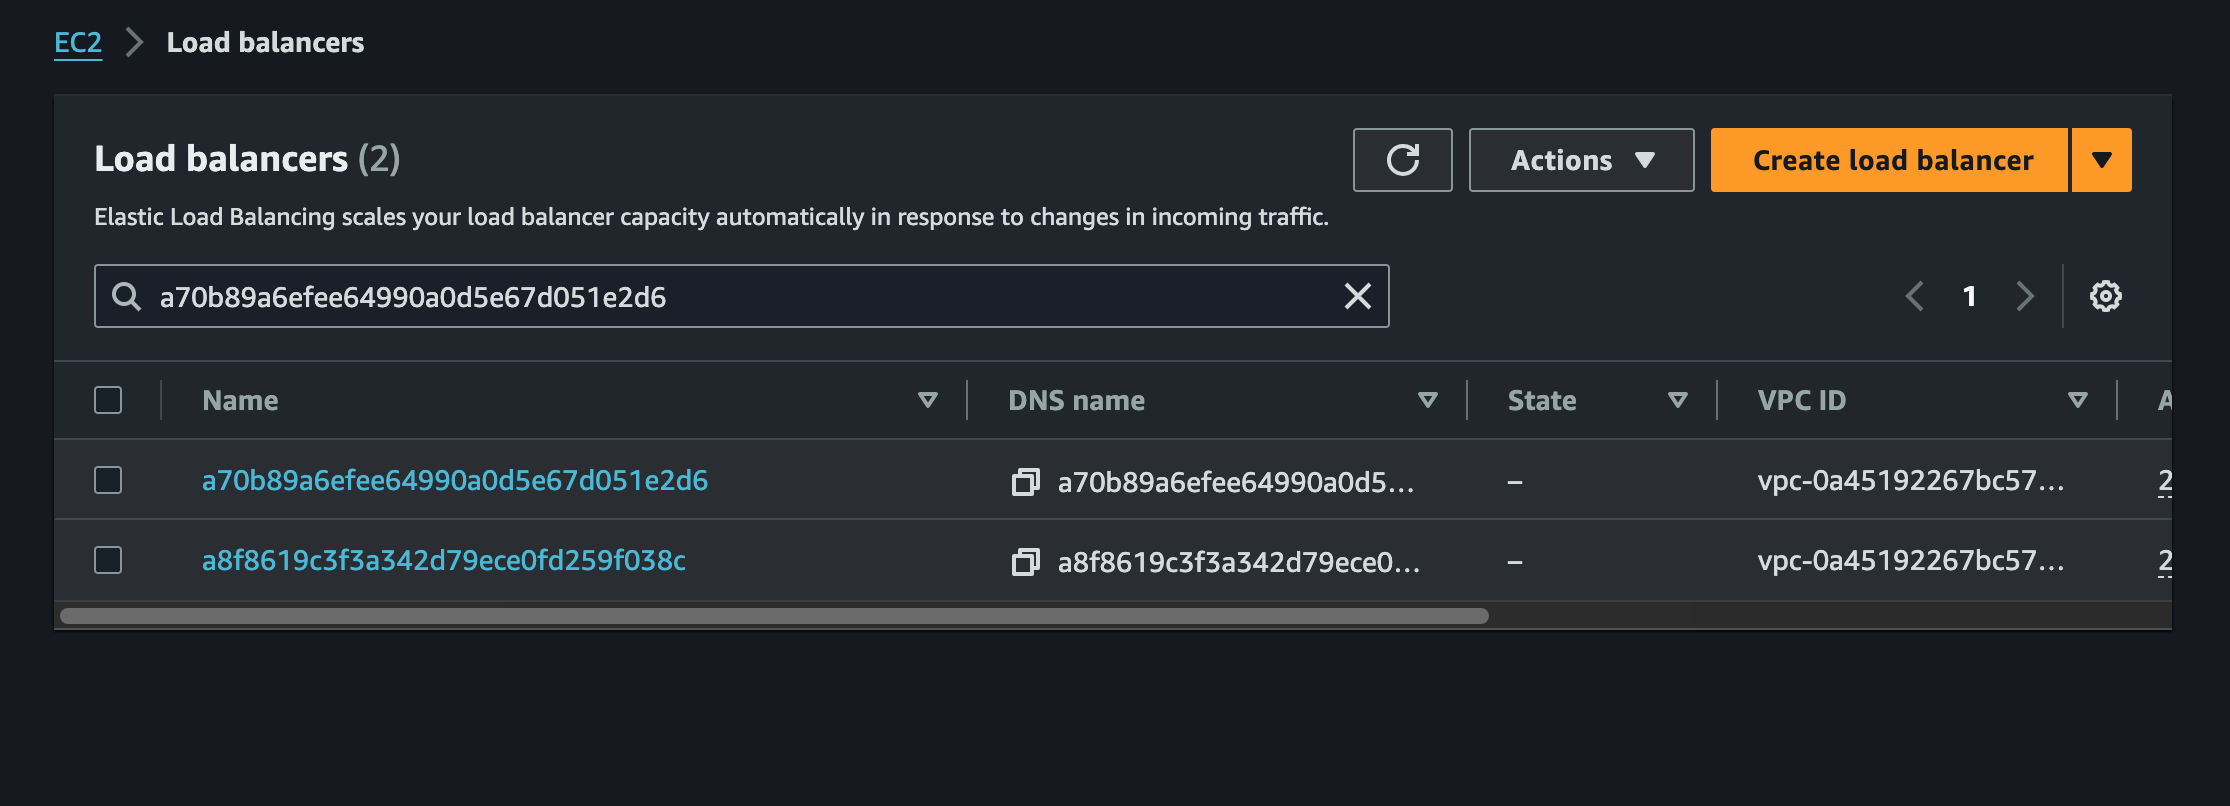 EC2 Load balancers
Load balancers (2)
Actions
Create load balancer
Elastic Load Balancing scales your load balancer capacity automatically in response to changes in incoming traffic.
a70b89a6efee64990a0d5e67d051e2d6
1
Name DNS name State VPC ID A
a70b89a6efee64990a0d5e67d051e2d6 a70b89a6efee64990a0d5... – vpc-0a45192267bc57... 2
a8f8619c3f3a342d79ece0fd259f038c a8f8619c3f3a342d79ece0... – vpc-0a45192267bc57... 2